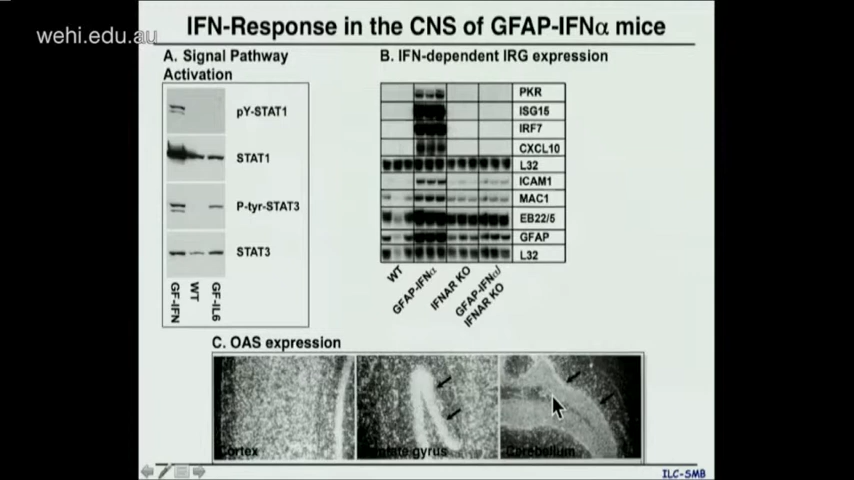 IFN-Response in the CNS of GFAP-IFNα mice
wehi.edu.au
A. Signal Pathway
Activation
pY-STAT1
STAT1
P-tyr-STAT3
STAT3
GF-IFN
WT
GF-IL6
B. IFN-dependent IRG expression
PKR
ISG15
IRF7
CXCL10
L32
ICAM1
MAC1
EB22/5
GFAP
L32
WT
GFAP-IFNα
IFNAR KO
GFAP-IFNα/
IFNAR KO
C. OAS expression
Cortex
Dentate gyrus
Cerebellum
ILC-SMB